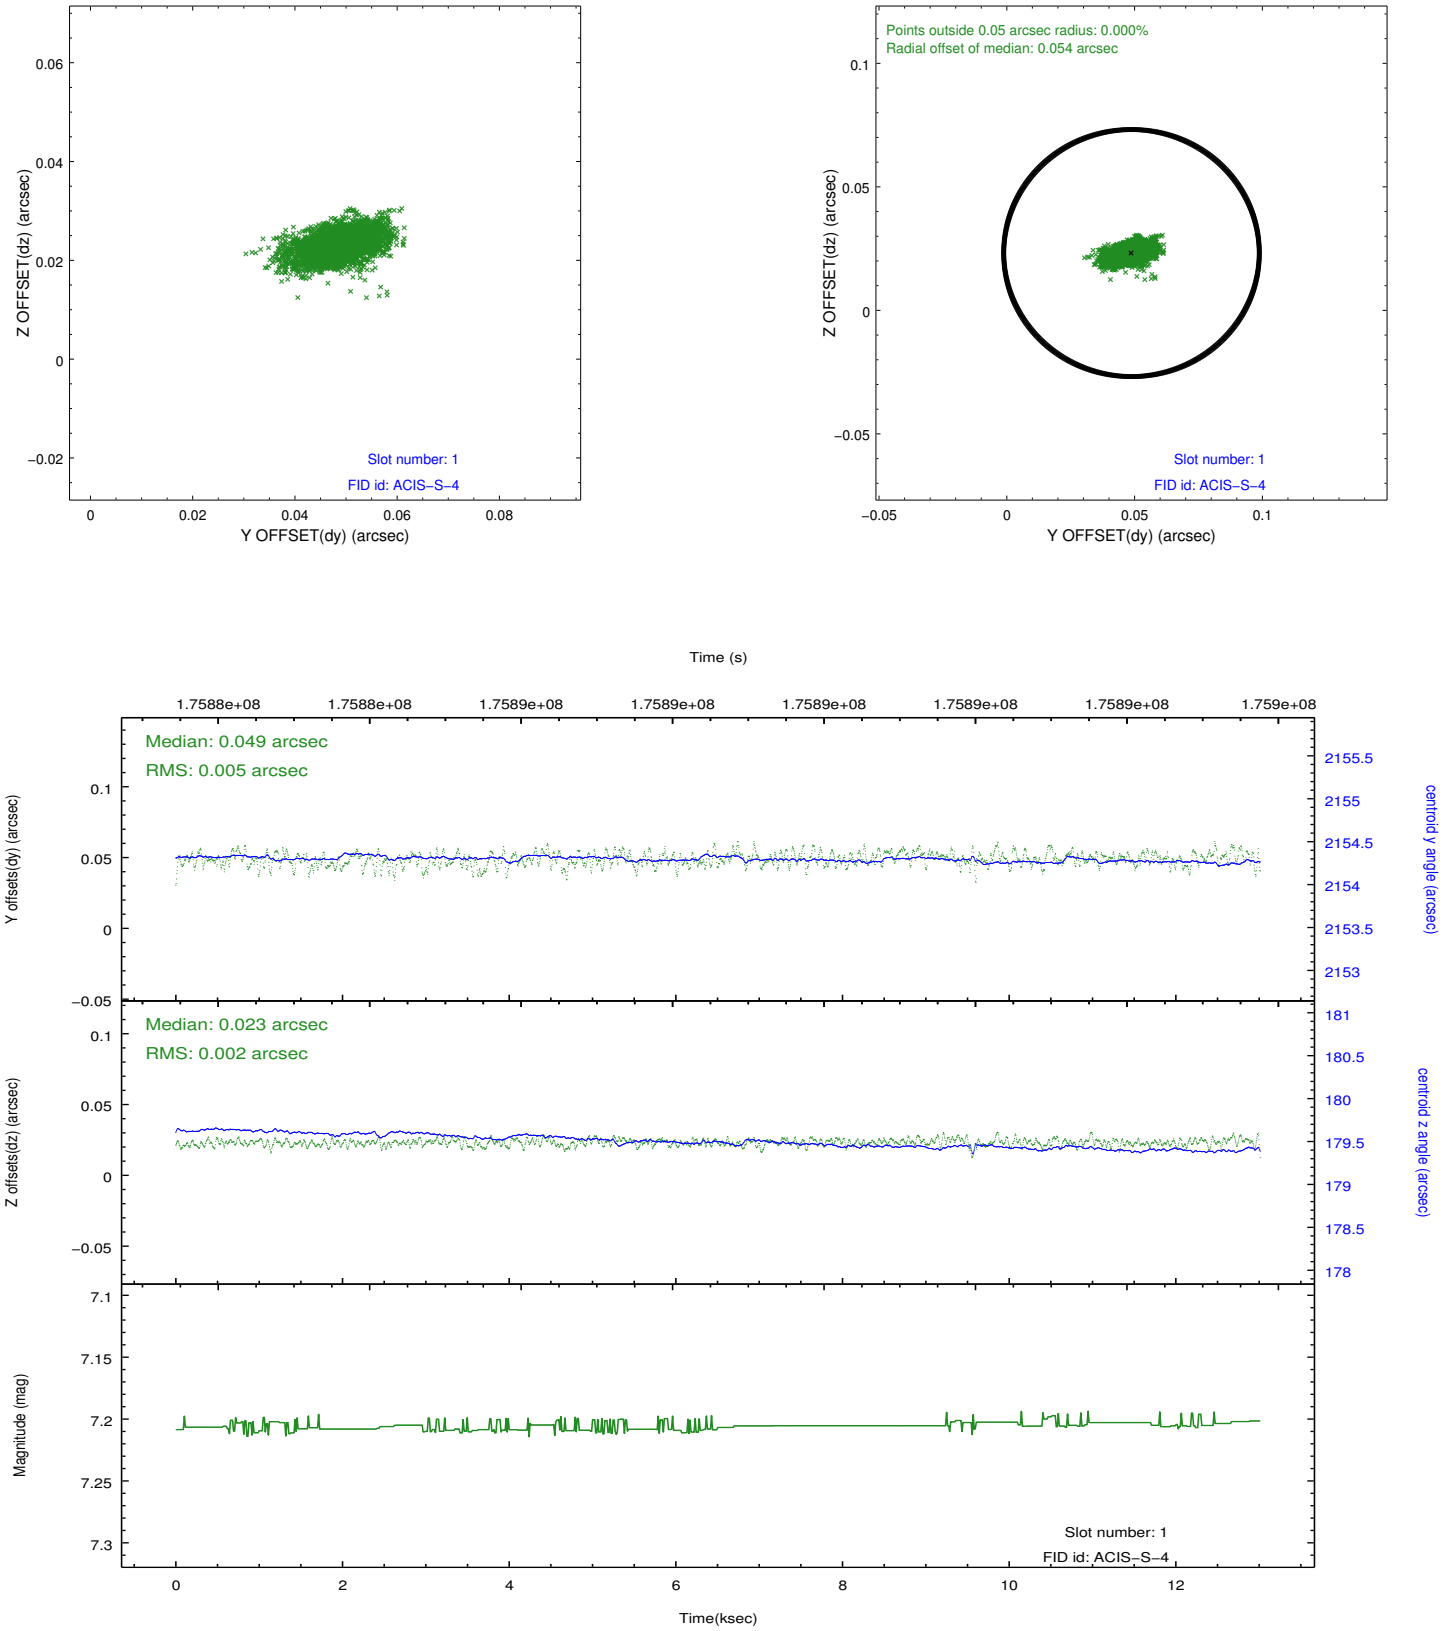 0.06
0.04
0.02
0
−0.02
0
0.02
0.04
0.06
0.08
Z OFFSET(dz) (arcsec)
Y OFFSET(dy) (arcsec)
Slot number: 1
FID id: ACIS−S−4
Points outside 0.05 arcsec radius: 0.000%
Radial offset of median: 0.054 arcsec
0.1
0.05
0
−0.05
−0.05
0
0.05
0.1
Z OFFSET(dz) (arcsec)
Y OFFSET(dy) (arcsec)
Slot number: 1
FID id: ACIS−S−4
Time (s)
1.7588e+08 1.7588e+08 1.7589e+08 1.7589e+08 1.7589e+08 1.7589e+08 1.7589e+08 1.759e+08
Median: 0.049 arcsec
RMS: 0.005 arcsec
0.1
0.05
0
−0.05
Y offsets(dy) (arcsec)
2155.5
2155
2154.5
2154
2153.5
2153
centroid y angle (arcsec)
Median: 0.023 arcsec
RMS: 0.002 arcsec
0.1
0.05
0
−0.05
Z offsets(dz) (arcsec)
181
180.5
180
179.5
179
178.5
178
centroid z angle (arcsec)
7.1
7.15
7.2
7.25
7.3
Magnitude (mag)
Slot number: 1
FID id: ACIS−S−4
0 2 4 6 8 10 12
Time(ksec)